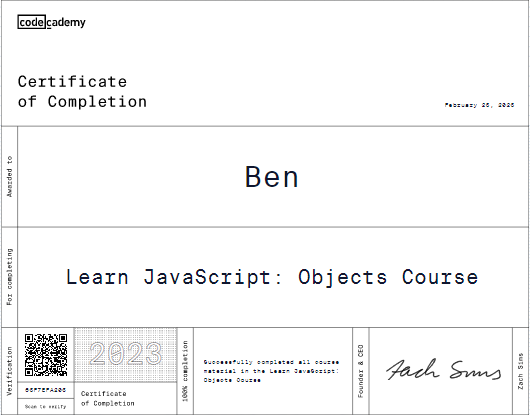 codecademy
Certificate
of Completion
February 25, 2025
Awarded to
Ben
For completing
Learn JavaScript: Objects Course
Verification
Scan to verify
2023
Certificate
of Completion
100% completion
Successfully completed all course
material in the Learn JavaScript:
Objects Course
Founder & CEO
Zach Sims
Zach Sims